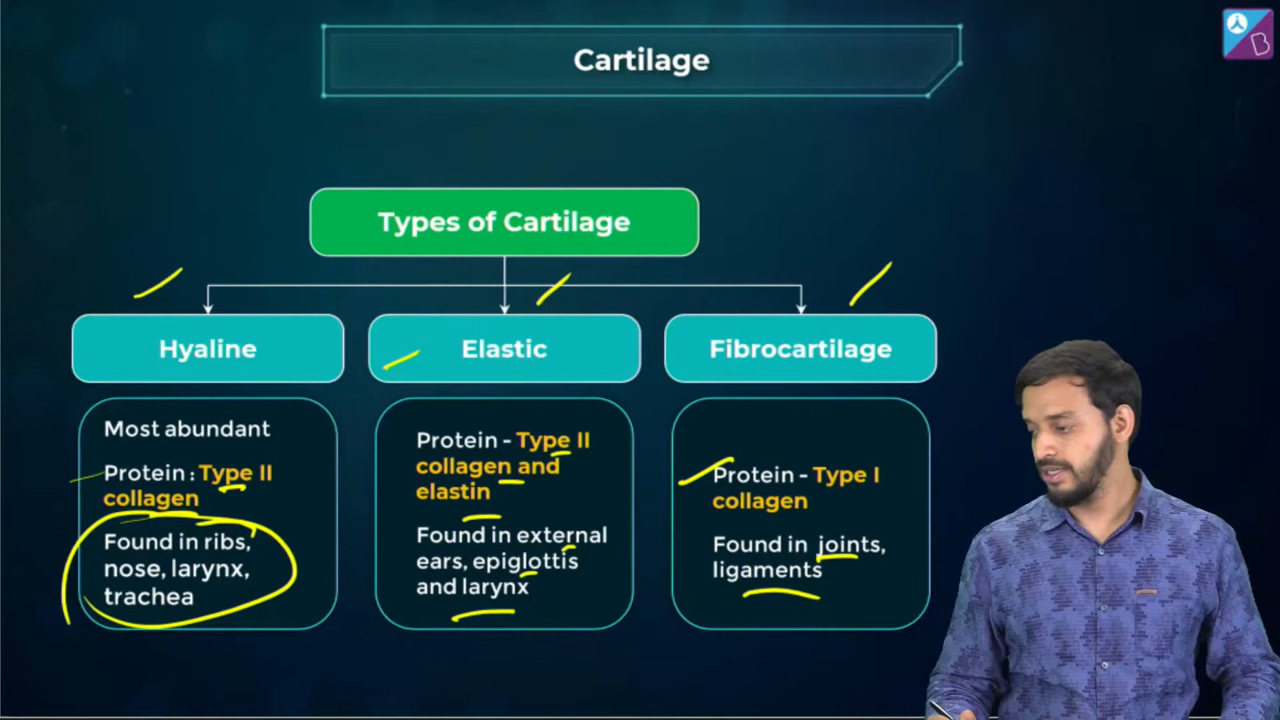 Cartilage
Types of Cartilage
Hyaline
Elastic
Fibrocartilage
Most abundant
Protein : Type II
collagen
Found in ribs,
nose, larynx,
trachea
Protein - Type II
collagen and
elastin
Found in external
ears, epiglottis
and larynx
Protein - Type I
collagen
Found in joints,
ligaments
B